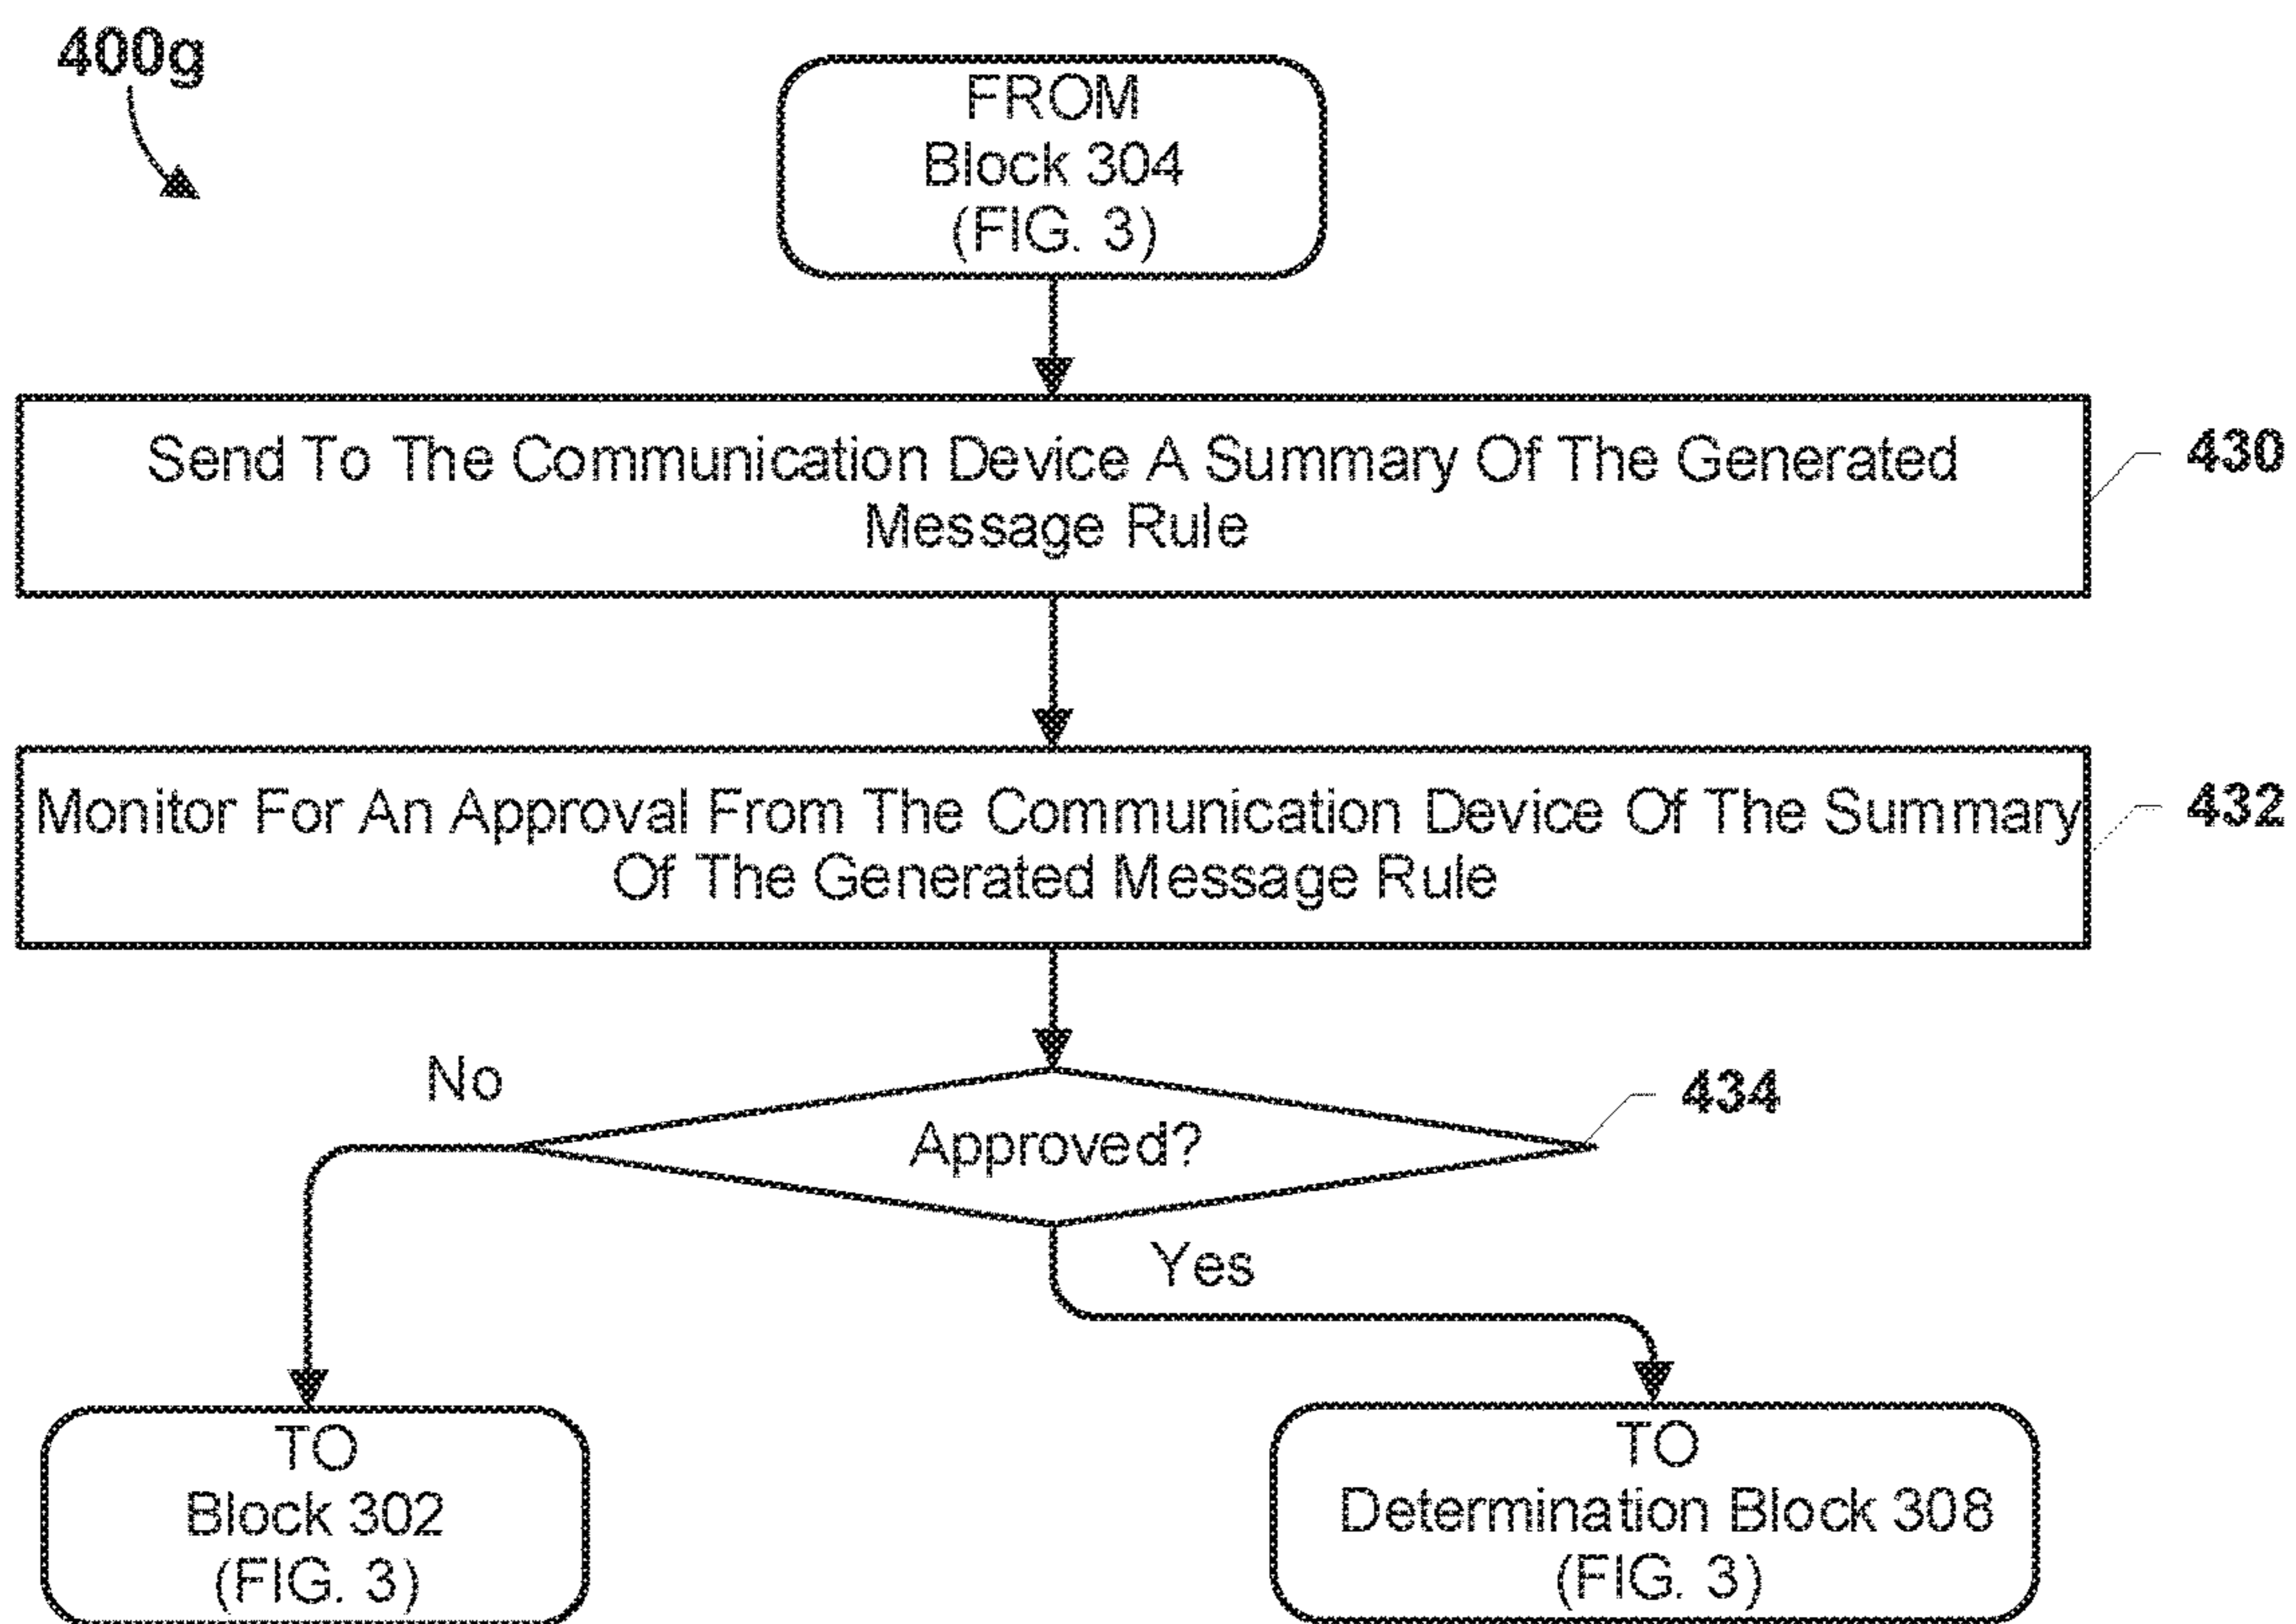 400g
FROM
Block 304
(FIG. 3)
Send To The Communication Device A Summary Of The Generated
Message Rule
430
Monitor For An Approval From The Communication Device Of The Summary
Of The Generated Message Rule
432
No
Approved?
434
Yes
TO
Block 302
(FIG. 3)
TO
Determination Block 308
(FIG. 3)